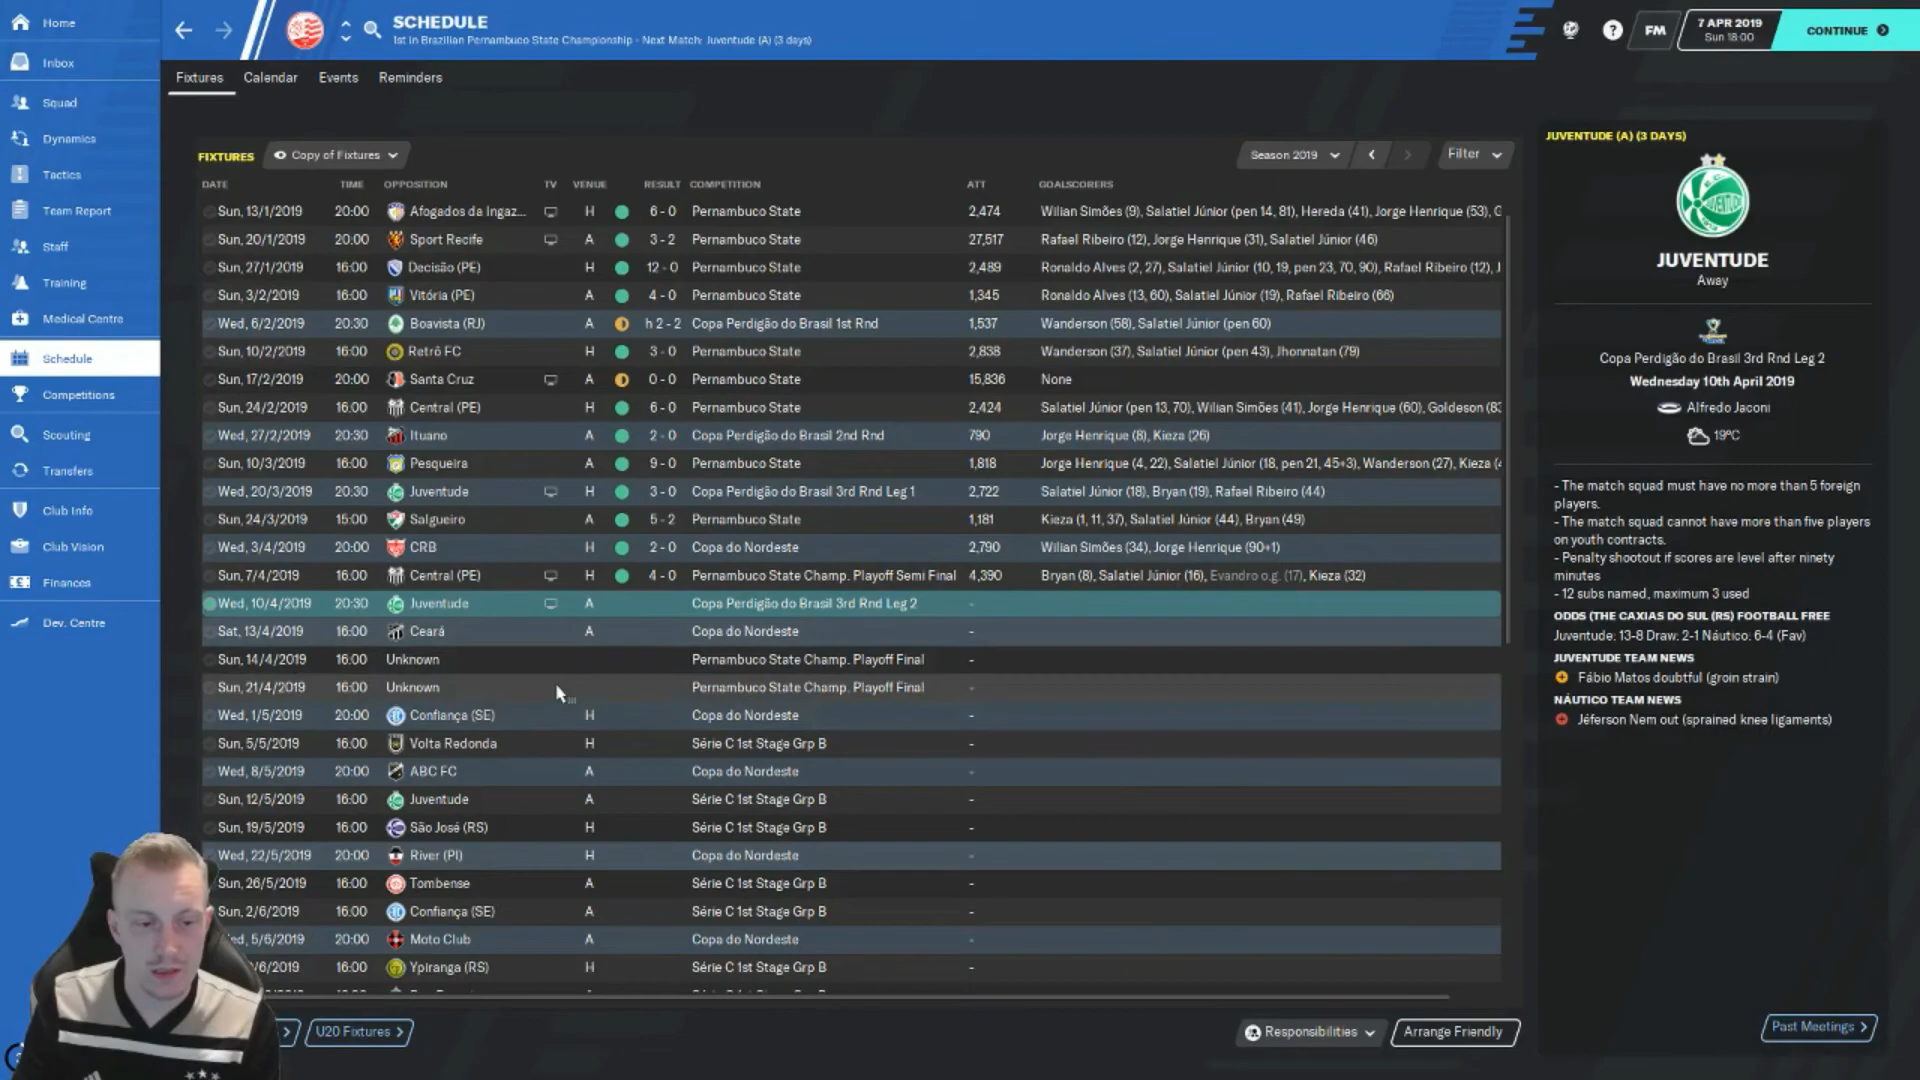 Home
Inbox
Squad
Dynamics
Tactics
Team Report
Staff
Training
Medical Centre
Schedule
Competitions
Scouting
Transfers
Club Info
Club Vision
Finances
Dev. Centre
SCHEDULE
1st in Brazilian Pernambuco State Championship - Next Match: Juventude (A) (3 days)
FM
7 APR 2019
Sun 18:00
CONTINUE
Fixtures Calendar Events Reminders
FIXTURES Copy of Fixtures Season 2019 Filter
DATE TIME OPPOSITION TV VENUE RESULT COMPETITION ATT GOALSCORERS
Sun, 13/1/2019 20:00 Afogados da Ingaz... H 6 - 0 Pernambuco State 2,474 Wilian Simões (9), Salatiel Júnior (pen 14, 81), Hereda (41), Jorge Henrique (53), G
Sun, 20/1/2019 20:00 Sport Recife A 3 - 2 Pernambuco State 27,517 Rafael Ribeiro (12), Jorge Henrique (31), Salatiel Júnior (46)
Sun, 27/1/2019 16:00 Decisão (PE) H 12 - 0 Pernambuco State 2,489 Ronaldo Alves (2, 27), Salatiel Júnior (10, 19, pen 23, 70, 90), Rafael Ribeiro (12), J
Sun, 3/2/2019 16:00 Vitória (PE) A 4 - 0 Pernambuco State 1,345 Ronaldo Alves (13, 60), Salatiel Júnior (19), Rafael Ribeiro (66)
Wed, 6/2/2019 20:30 Boavista (RJ) A h 2 - 2 Copa Perdigão do Brasil 1st Rnd 1,537 Wanderson (58), Salatiel Júnior (pen 60)
Sun, 10/2/2019 16:00 Retrô FC H 3 - 0 Pernambuco State 2,838 Wanderson (37), Salatiel Júnior (pen 43), Jhonnatan (79)
Sun, 17/2/2019 20:00 Santa Cruz A 0 - 0 Pernambuco State 15,836 None
Sun, 24/2/2019 16:00 Central (PE) H 6 - 0 Pernambuco State 2,424 Salatiel Júnior (pen 13, 70), Wilian Simões (41), Jorge Henrique (60), Goldeson (83
Wed, 27/2/2019 20:30 Ituano A 2 - 0 Copa Perdigão do Brasil 2nd Rnd 790 Jorge Henrique (8), Kieza (26)
Sun, 10/3/2019 16:00 Pesqueira A 9 - 0 Pernambuco State 1,818 Jorge Henrique (4, 22), Salatiel Júnior (18, pen 21, 45+3), Wanderson (27), Kieza (4
Wed, 20/3/2019 20:30 Juventude H 3 - 0 Copa Perdigão do Brasil 3rd Rnd Leg 1 2,722 Salatiel Júnior (18), Bryan (19), Rafael Ribeiro (44)
Sun, 24/3/2019 15:00 Salgueiro A 5 - 2 Pernambuco State 1,181 Kieza (1, 11, 37), Salatiel Júnior (44), Bryan (49)
Wed, 3/4/2019 20:00 CRB H 2 - 0 Copa do Nordeste 2,790 Wilian Simões (34), Jorge Henrique (90+1)
Sun, 7/4/2019 16:00 Central (PE) H 4 - 0 Pernambuco State Champ. Playoff Semi Final 4,390 Bryan (8), Salatiel Júnior (16), Evandro o.g. (17), Kieza (32)
Wed, 10/4/2019 20:30 Juventude A Copa Perdigão do Brasil 3rd Rnd Leg 2 -
Sat, 13/4/2019 16:00 Ceará A Copa do Nordeste -
Sun, 14/4/2019 16:00 Unknown Pernambuco State Champ. Playoff Final -
Sun, 21/4/2019 16:00 Unknown Pernambuco State Champ. Playoff Final -
Wed, 1/5/2019 20:00 Confiança (SE) H Copa do Nordeste -
Sun, 5/5/2019 16:00 Volta Redonda H Série C 1st Stage Grp B -
Wed, 8/5/2019 20:00 ABC FC A Copa do Nordeste -
Sun, 12/5/2019 16:00 Juventude A Série C 1st Stage Grp B -
Sun, 19/5/2019 16:00 São José (RS) H Série C 1st Stage Grp B -
Wed, 22/5/2019 20:00 River (PI) H Copa do Nordeste -
Sun, 26/5/2019 16:00 Tombense A Série C 1st Stage Grp B -
Sun, 2/6/2019 16:00 Confiança (SE) A Série C 1st Stage Grp B -
ed, 5/6/2019 20:00 Moto Club A Copa do Nordeste -
/6/2019 16:00 Ypiranga (RS) H Série C 1st Stage Grp B -
U20 Fixtures
Responsibilities
Arrange Friendly
JUVENTUDE (A) (3 DAYS)
JUVENTUDE
Away
Copa Perdigão do Brasil 3rd Rnd Leg 2
Wednesday 10th April 2019
Alfredo Jaconi
19°C
- The match squad must have no more than 5 foreign
players.
- The match squad cannot have more than five players
on youth contracts.
- Penalty shootout if scores are level after ninety
minutes
- 12 subs named, maximum 3 used
ODDS (THE CAXIAS DO SUL (RS) FOOTBALL FREE
Juventude: 13-8 Draw: 2-1 Náutico: 6-4 (Fav)
JUVENTUDE TEAM NEWS
Fábio Matos doubtful (groin strain)
NÁUTICO TEAM NEWS
Jéferson Nem out (sprained knee ligaments)
Past Meetings